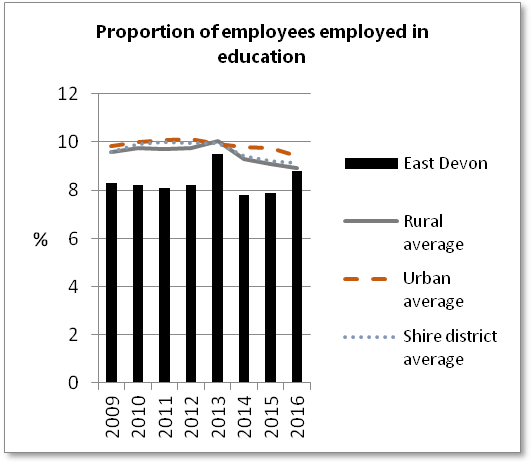 Proportion of employees employed in
education
12
10
8
6
4
2
0
%
2009
2010
2011
2012
2013
2014
2015
2016
East Devon
Rural
average
Urban
average
Shire district
average